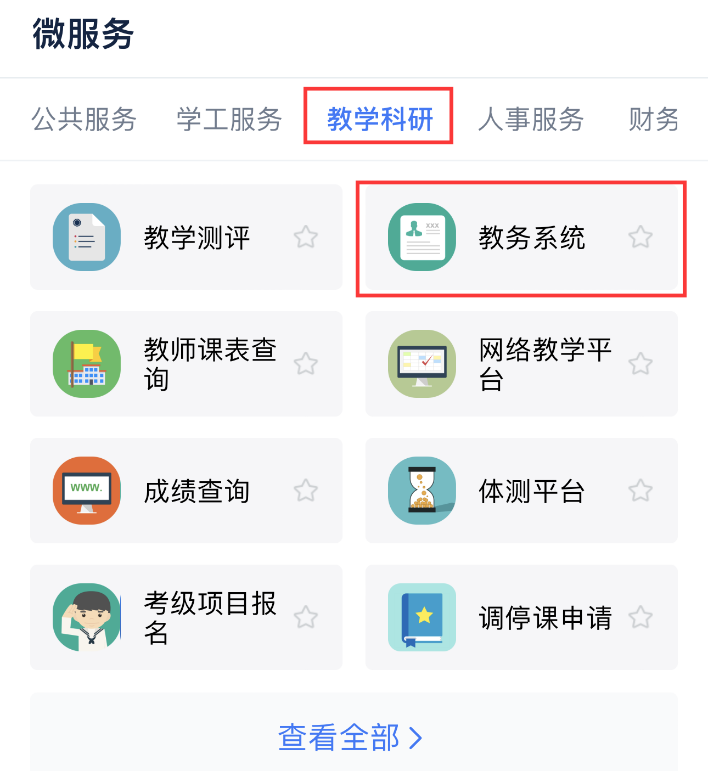 微服务
公共服务 学工服务 教学科研 人事服务 财务
教学测评
XXX
教务系统
教师课表查
询
网络教学平
台
www.
成绩查询
体测平台
考级项目报
名
调停课申请
查看全部 >